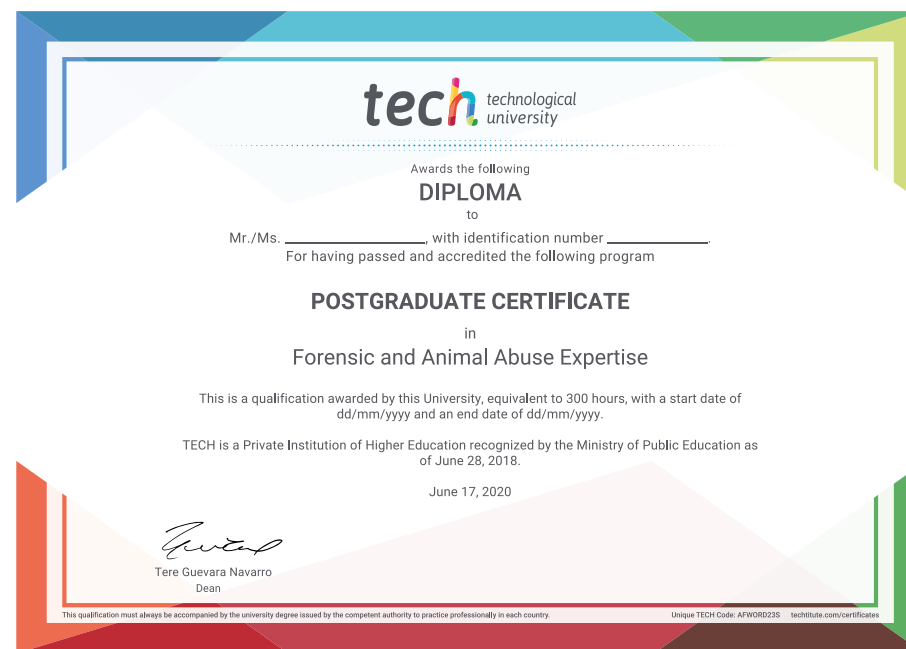 tech technological
university
Awards the following
DIPLOMA
to
Mr./Ms. ____________________, with identification number ______________.
For having passed and accredited the following program
POSTGRADUATE CERTIFICATE
in
Forensic and Animal Abuse Expertise
This is a qualification awarded by this University, equivalent to 300 hours, with a start date of
dd/mm/yyyy and an end date of dd/mm/yyyy.
TECH is a Private Institution of Higher Education recognized by the Ministry of Public Education as
of June 28, 2018.
June 17, 2020
Tere Guevara Navarro
Dean
This qualification must always be accompanied by the university degree issued by the competent authority to practice professionally in each country. Unique TECH Code: AFWORD23S techtitute.com/certificates